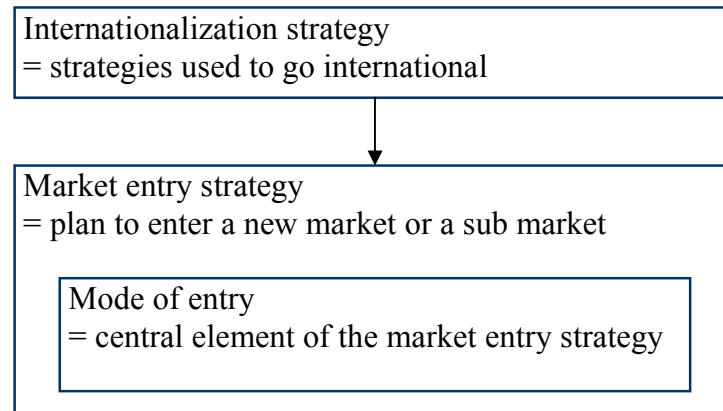 Internationalization strategy
= strategies used to go international
Market entry strategy
= plan to enter a new market or a sub market
Mode of entry
= central element of the market entry strategy